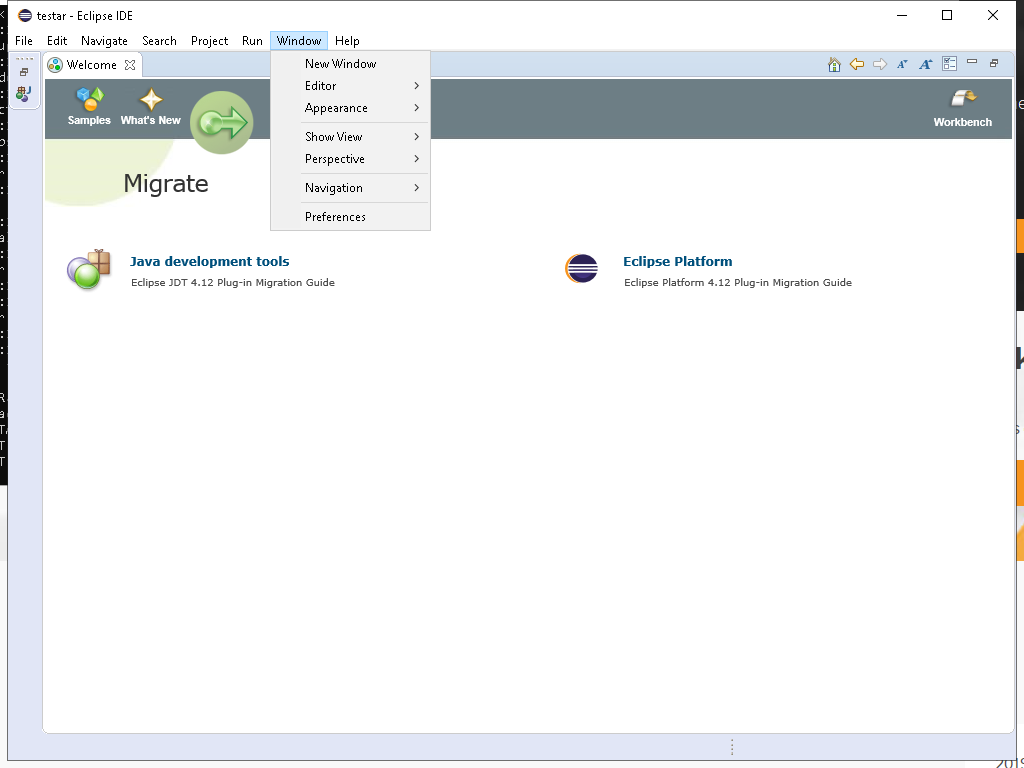 testar - Eclipse IDE
File Edit Navigate Search Project Run Window Help
Welcome
New Window
Editor
Appearance
Show View
Perspective
Navigation
Preferences
Samples
What's New
Workbench
Migrate
Java development tools
Eclipse JDT 4.12 Plug-in Migration Guide
Eclipse Platform
Eclipse Platform 4.12 Plug-in Migration Guide